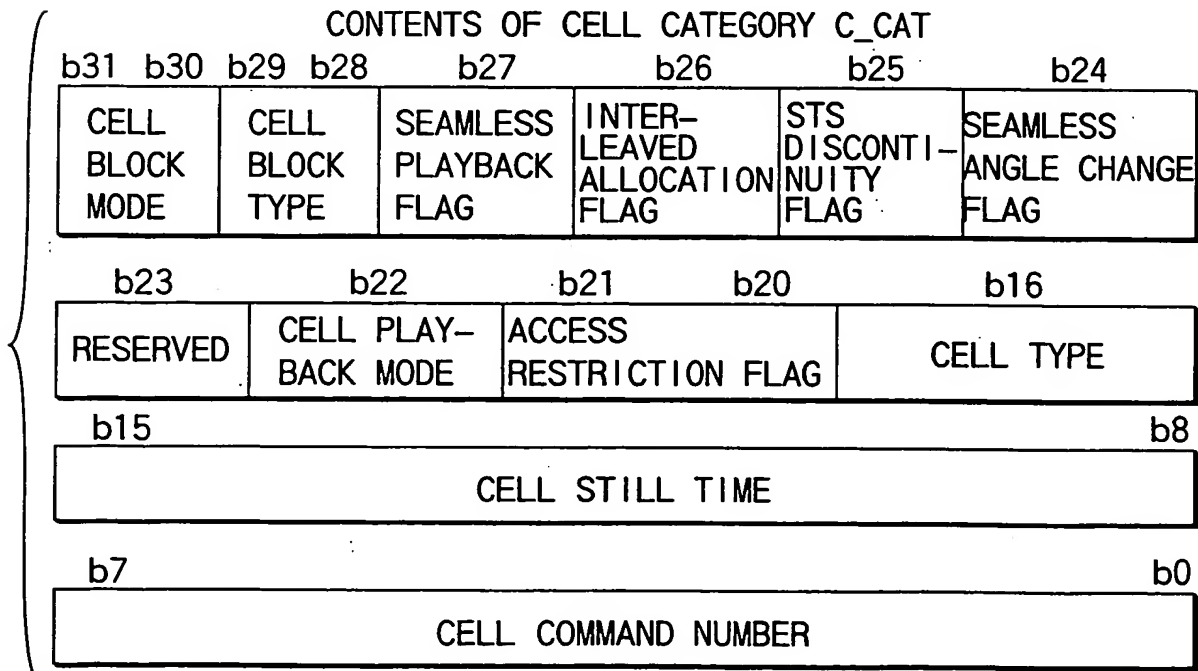 CONTENTS OF CELL CATEGORY C_CAT
b31 b30 b29 b28 b27 b26 b25 b24
CELL
BLOCK
MODE
CELL
BLOCK
TYPE
SEAMLESS
PLAYBACK
FLAG
INTER–
LEAVED
ALLOCATION
FLAG
STS
DISCONTI–
NUITY
FLAG
SEAMLESS
ANGLE CHANGE
FLAG
b23 b22 b21 b20 b16
RESERVED
CELL PLAY–
BACK MODE
ACCESS
RESTRICTION FLAG
CELL TYPE
b15 b8
CELL STILL TIME
b7 b0
CELL COMMAND NUMBER